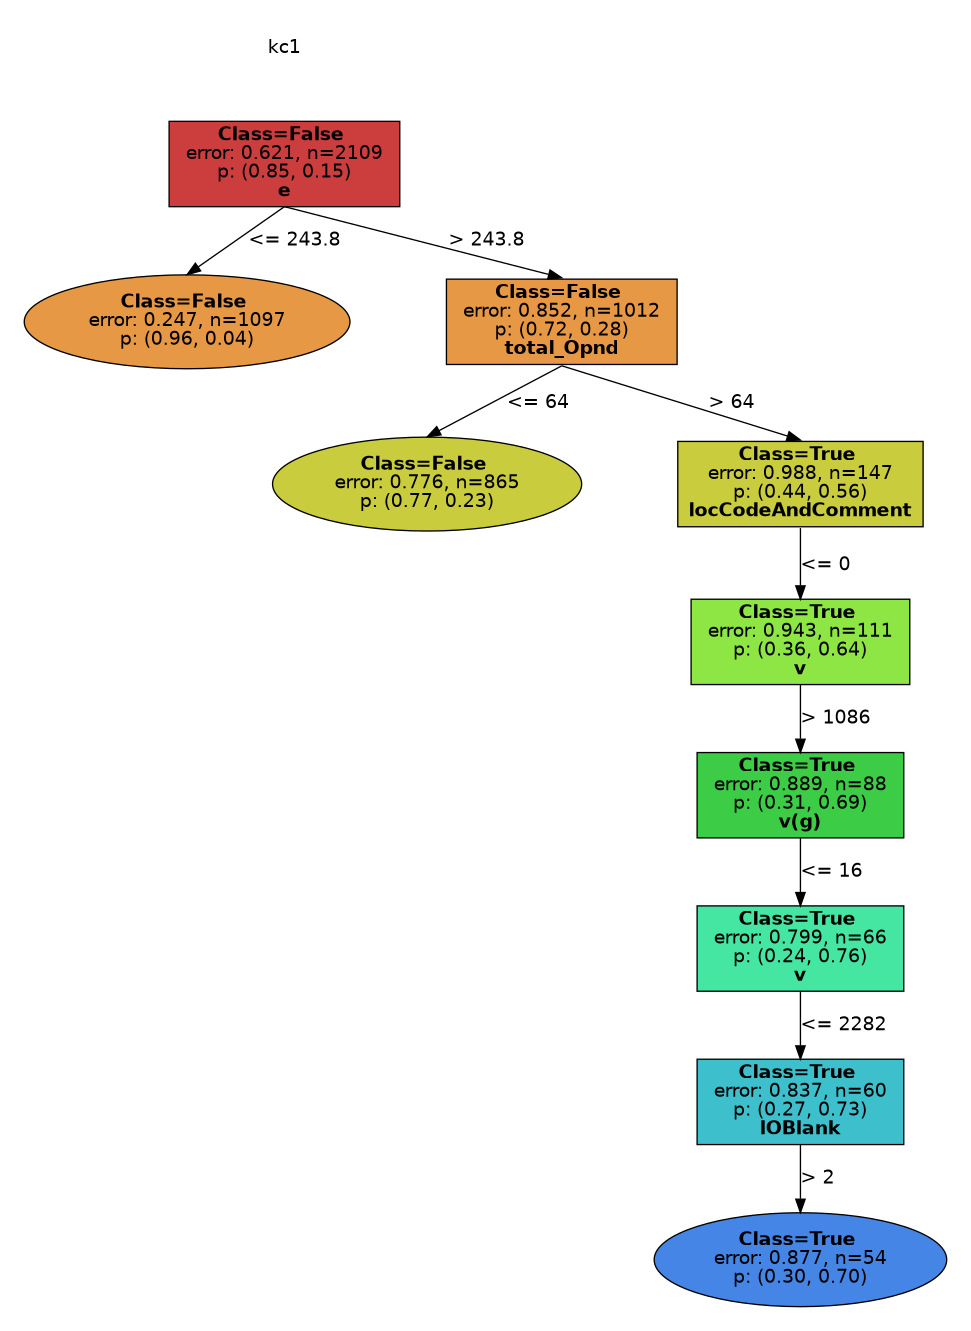 kc1
Class=False
error: 0.621, n=2109
p: (0.85, 0.15)
e
<= 243.8
> 243.8
Class=False
error: 0.247, n=1097
p: (0.96, 0.04)
Class=False
error: 0.852, n=1012
p: (0.72, 0.28)
total_Opnd
<= 64
> 64
Class=False
error: 0.776, n=865
p: (0.77, 0.23)
Class=True
error: 0.988, n=147
p: (0.44, 0.56)
locCodeAndComment
<= 0
Class=True
error: 0.943, n=111
p: (0.36, 0.64)
v
> 1086
Class=True
error: 0.889, n=88
p: (0.31, 0.69)
v(g)
<= 16
Class=True
error: 0.799, n=66
p: (0.24, 0.76)
v
<= 2282
Class=True
error: 0.837, n=60
p: (0.27, 0.73)
lOBlank
> 2
Class=True
error: 0.877, n=54
p: (0.30, 0.70)